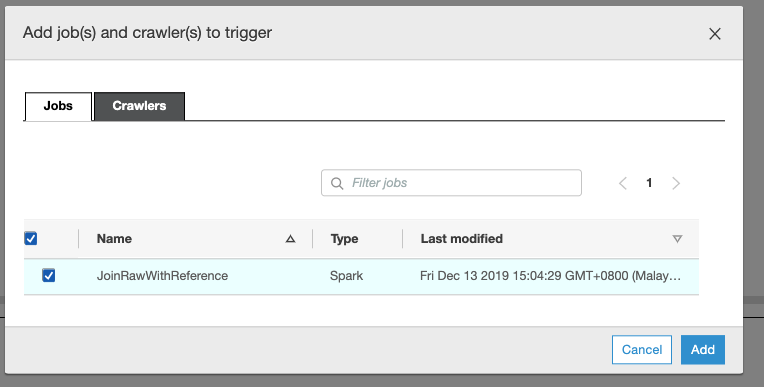 Add job(s) and crawler(s) to trigger
Jobs Crawlers
Filter jobs 1
Name Type Last modified
JoinRawWithReference Spark Fri Dec 13 2019 15:04:29 GMT+0800 (Malay...
Cancel Add